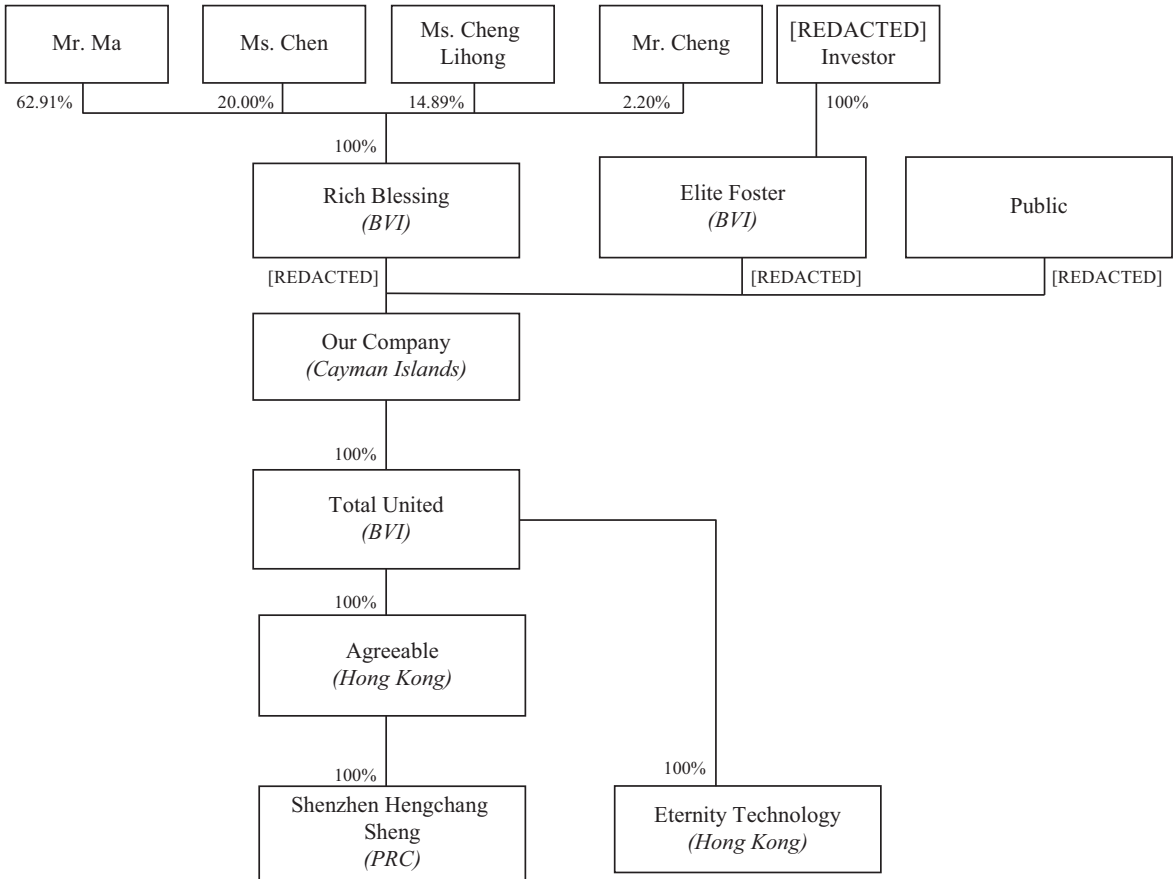 Mr. Ma
Ms. Chen
Ms. Cheng
Lihong
Mr. Cheng
[REDACTED]
Investor
62.91%
20.00%
14.89%
2.20%
100%
100%
Rich Blessing
(BVI)
Elite Foster
(BVI)
Public
[REDACTED]
[REDACTED]
[REDACTED]
Our Company
(Cayman Islands)
100%
Total United
(BVI)
100%
Agreeable
(Hong Kong)
100%
100%
Shenzhen Hengchang
Sheng
(PRC)
Eternity Technology
(Hong Kong)